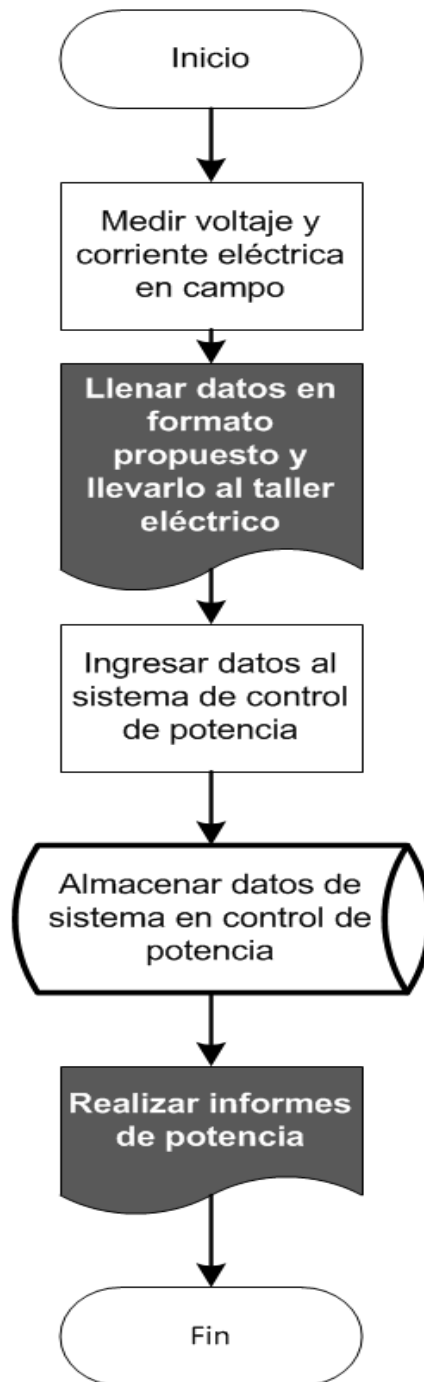 Inicio
Medir voltaje y
corriente eléctrica
en campo
Llenar datos en
formato
propuesto y
llevarlo al taller
eléctrico
Ingresar datos al
sistema de control
de potencia
Almacenar datos de
sistema en control de
potencia
Realizar informes
de potencia
Fin